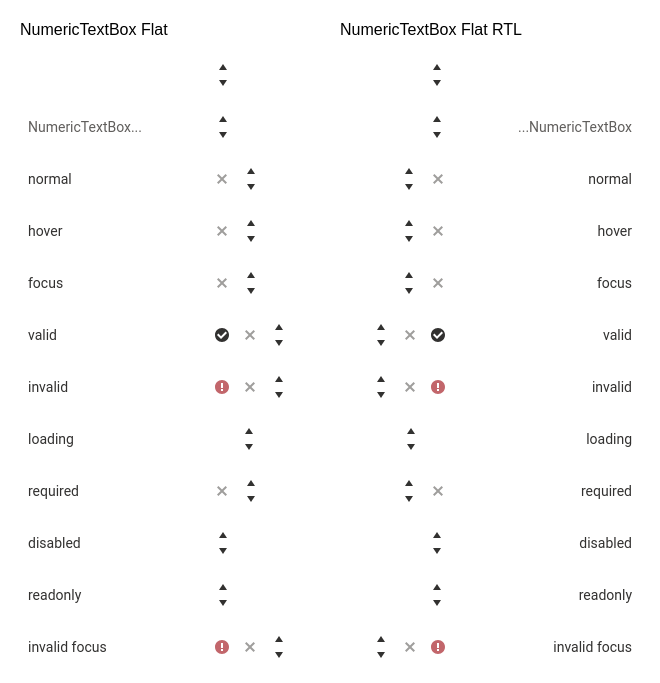 NumericTextBox Flat
NumericTextBox Flat RTL
NumericTextBox...
...NumericTextBox
normal
normal
hover
hover
focus
focus
valid
valid
invalid
invalid
loading
loading
required
required
disabled
disabled
readonly
readonly
invalid focus
invalid focus